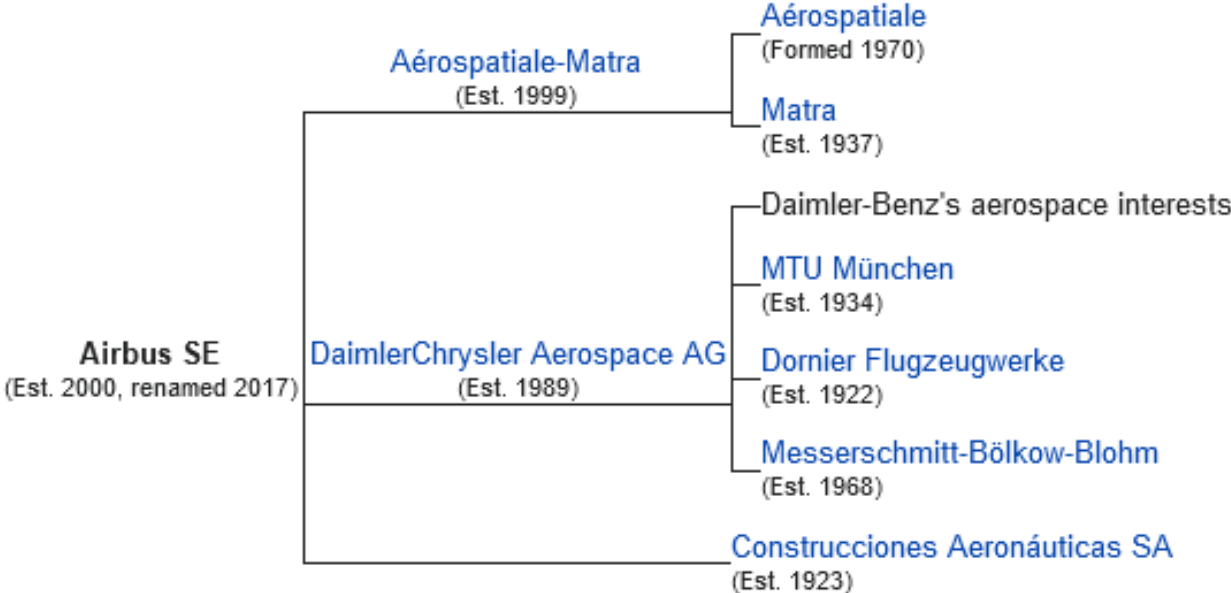 Aérospatiale
(Formed 1970)
Aérospatiale-Matra
(Est. 1999)
Matra
(Est. 1937)
Daimler-Benz's aerospace interests
MTU München
(Est. 1934)
Airbus SE
(Est. 2000, renamed 2017)
DaimlerChrysler Aerospace AG
(Est. 1989)
Dornier Flugzeugwerke
(Est. 1922)
Messerschmitt-Bölkow-Blohm
(Est. 1968)
Construcciones Aeronáuticas SA
(Est. 1923)